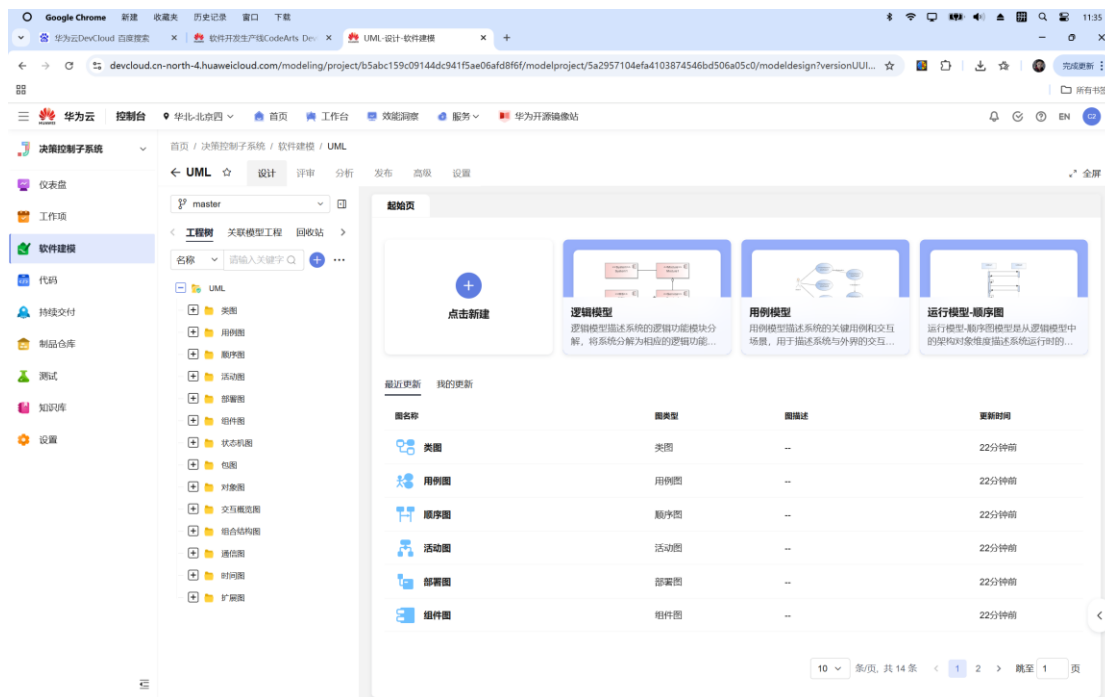 Google Chrome 新建 收藏夹 历史记录 窗口 下载 11:35
华为云DevCloud 百度搜索 软件开发生产线CodeArts Dev UML-设计-软件建模
devcloud.cn-north-4.huaweicloud.com/modeling/project/b5abc159c09144dc941f5ae06afd8f6f/modelproject/5a2957104efa4103874546bd506a05c0/modeldesign?versionUUI... 完成更新
所有书签
华为云 控制台 华北-北京四 首页 工作台 效能洞察 服务 华为开源镜像站 EN C2
决策控制子系统
仪表盘
工作项
软件建模
代码
持续交付
制品仓库
测试
知识库
设置
首页 / 决策控制子系统 / 软件建模 / UML
UML 设计 评审 分析 发布 高级 设置 全屏
master
工程树 关联模型工程 回收站
名称 请输入关键字
UML
类图
用例图
顺序图
活动图
部署图
组件图
状态机图
包图
对象图
交互概览图
组合结构图
通信图
时间图
扩展图
起始页
点击新建
逻辑模型
逻辑模型描述系统的逻辑功能模块分
解，将系统分解为相应的逻辑功能...
用例模型
用例模型描述系统的关键用例和交互
场景，用于描述系统与外界的交互...
运行模型-顺序图
运行模型-顺序图模型是从逻辑模型中
的架构对象维度描述系统运行时的...
最近更新 我的更新
图名称 图类型 图描述 更新时间
类图 类图 -- 22分钟前
用例图 用例图 -- 22分钟前
顺序图 顺序图 -- 22分钟前
活动图 活动图 -- 22分钟前
部署图 部署图 -- 22分钟前
组件图 组件图 -- 22分钟前
10 条/页, 共 14 条 1 2 跳至 1 页